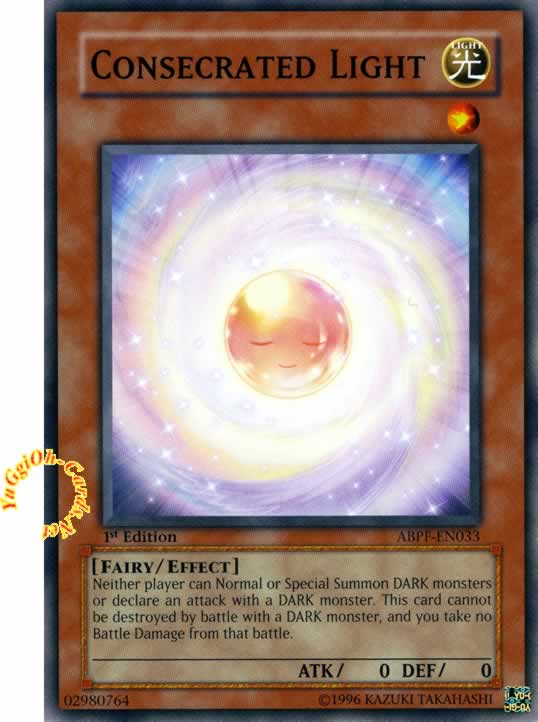 CONSECRATED LIGHT
LIGHT
光
YuGgiOh-Cards.Net
1st Edition
ABPF-EN033
[FAIRY/EFFECT]
Neither player can Normal or Special Summon DARK monsters
or declare an attack with a DARK monster. This card cannot
be destroyed by battle with a DARK monster, and you take no
Battle Damage from that battle.
ATK/ 0 DEF/ 0
02980764
©1996 KAZUKI TAKAHASHI